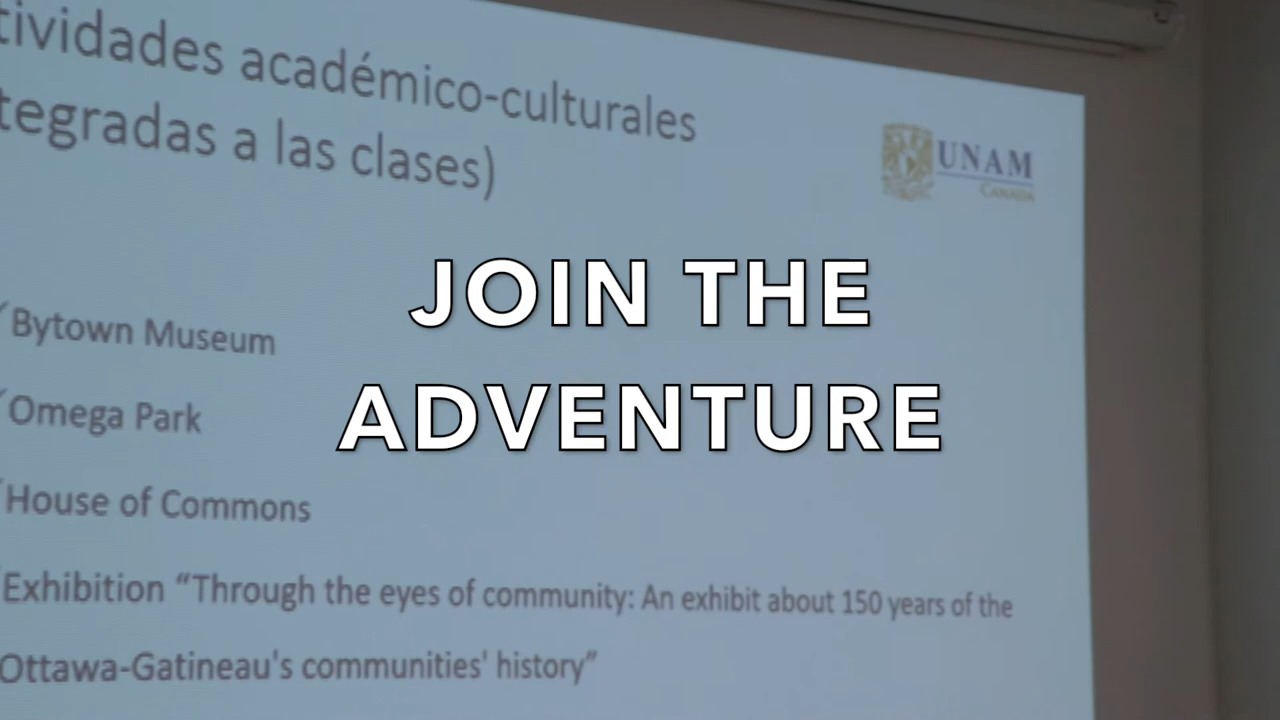 tividades académico-culturales
tegradas a las clases)
UNAM
CANADA
JOIN THE
ADVENTURE
Bytown Museum
Omega Park
House of Commons
Exhibition “Through the eyes of community: An exhibit about 150 years of the
Ottawa-Gatineau's communities' history”